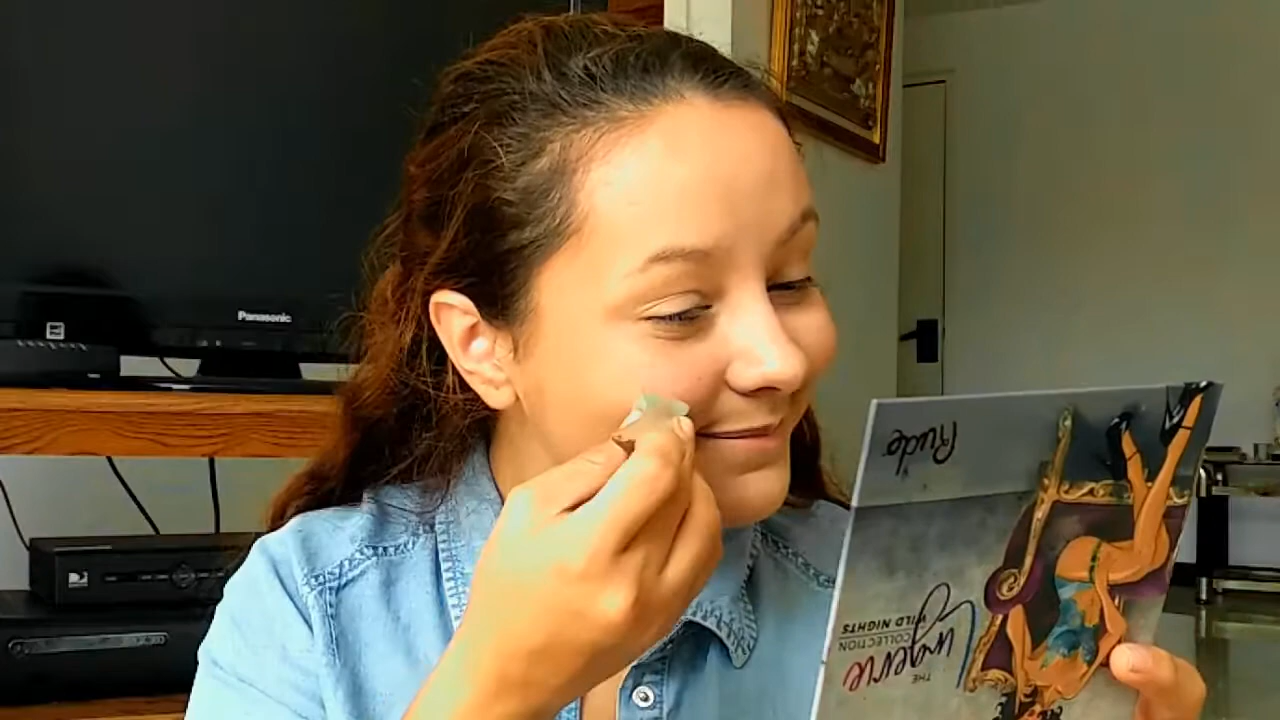 Panasonic
Rude
THE
Lingerie
COLLECTION
WILD NIGHTS